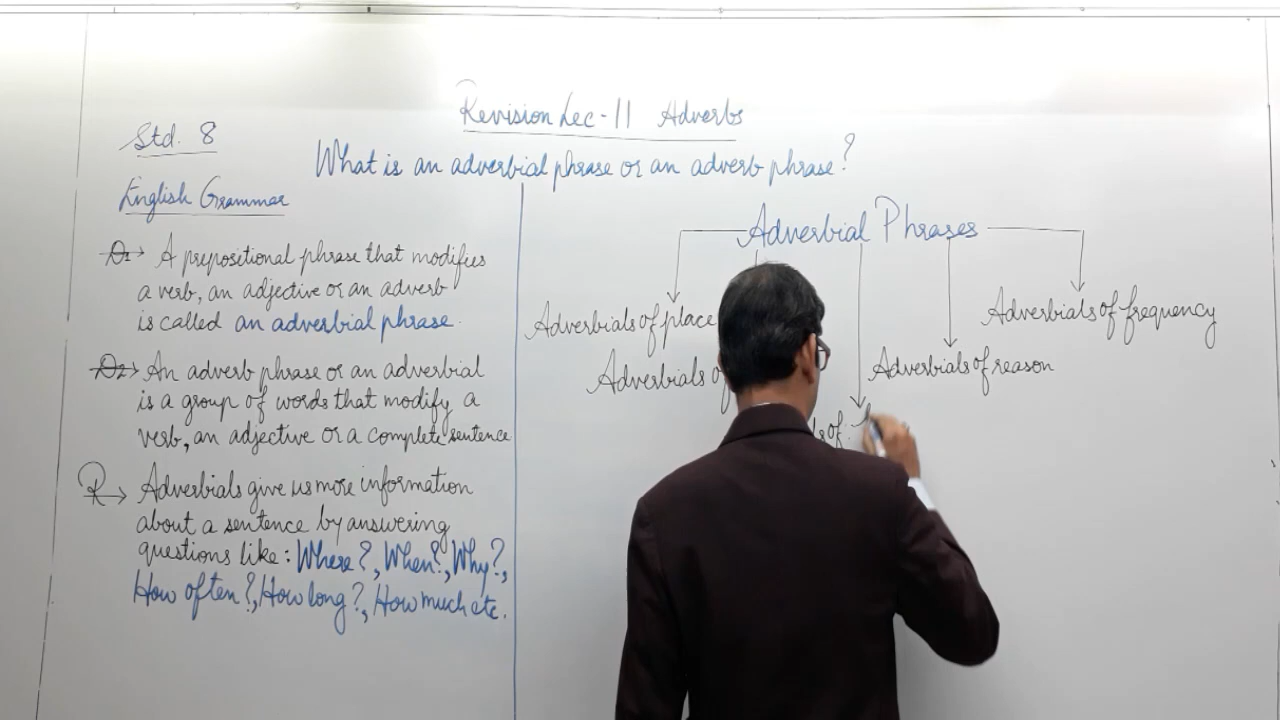 Revision Lec-11 Adverbs
Std. 8
What is an adverbial phrase or an adverb phrase?
English Grammar
D1→ A prepositional phrase that modifies
a verb, an adjective or an adverb
is called an adverbial phrase.
D2→ An adverb phrase or an adverbial
is a group of words that modify a
verb, an adjective or a complete sentence
R→ Adverbials give us more information
about a sentence by answering
questions like: Where?, When?, Why?,
How often?, How long?, How much etc.
Adverbial Phrases
Adverbials of place
Adverbials of frequency
Adverbials of
Adverbials of reason
ls of